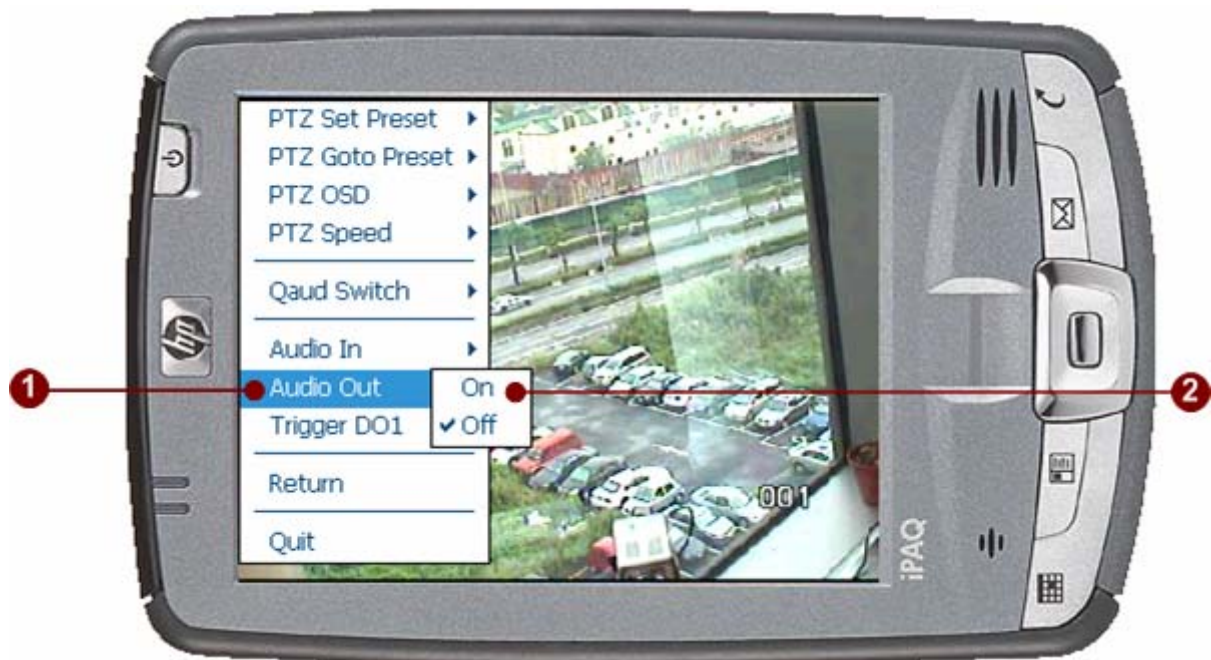 PTZ Set Preset
PTZ Goto Preset
PTZ OSD
PTZ Speed
Qaud Switch
Audio In
1
Audio Out
On
2
Trigger DO1
Off
Return
Quit
001
hp
iPAQ